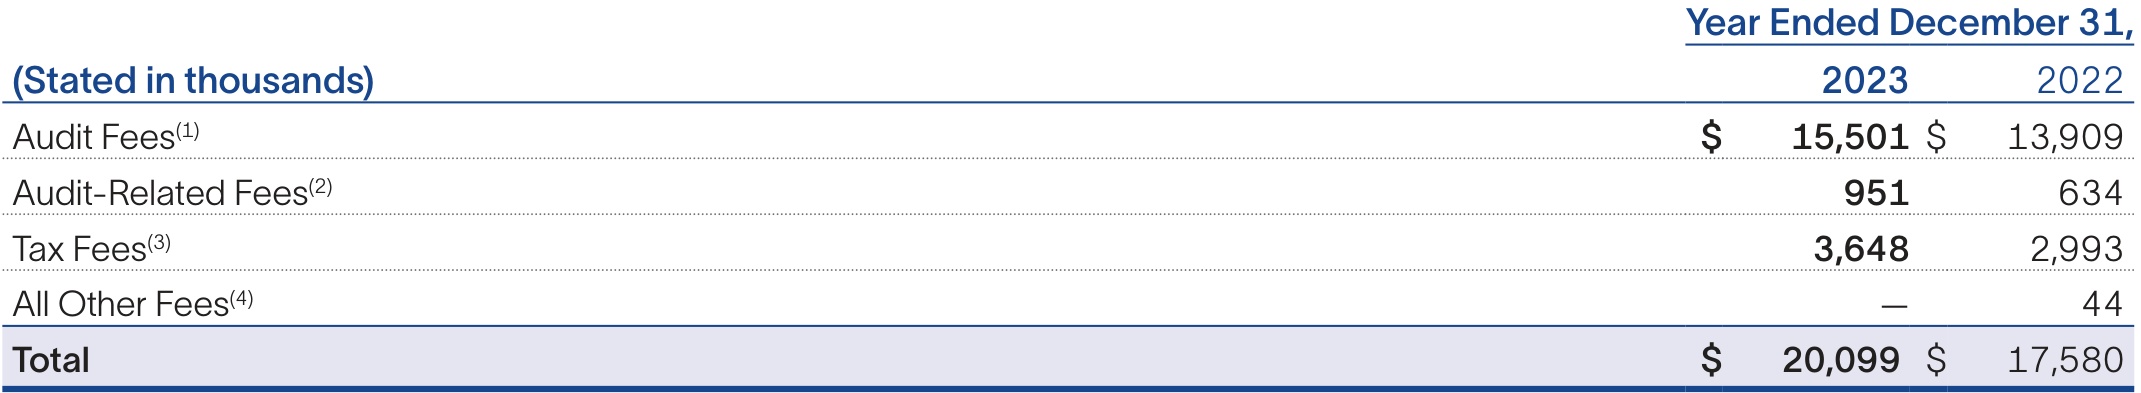 Year Ended December 31,
(Stated in thousands) 2023 2022
Audit Fees(1) $ 15,501 $ 13,909
Audit-Related Fees(2) 951 634
Tax Fees(3) 3,648 2,993
All Other Fees(4) — 44
Total $ 20,099 $ 17,580